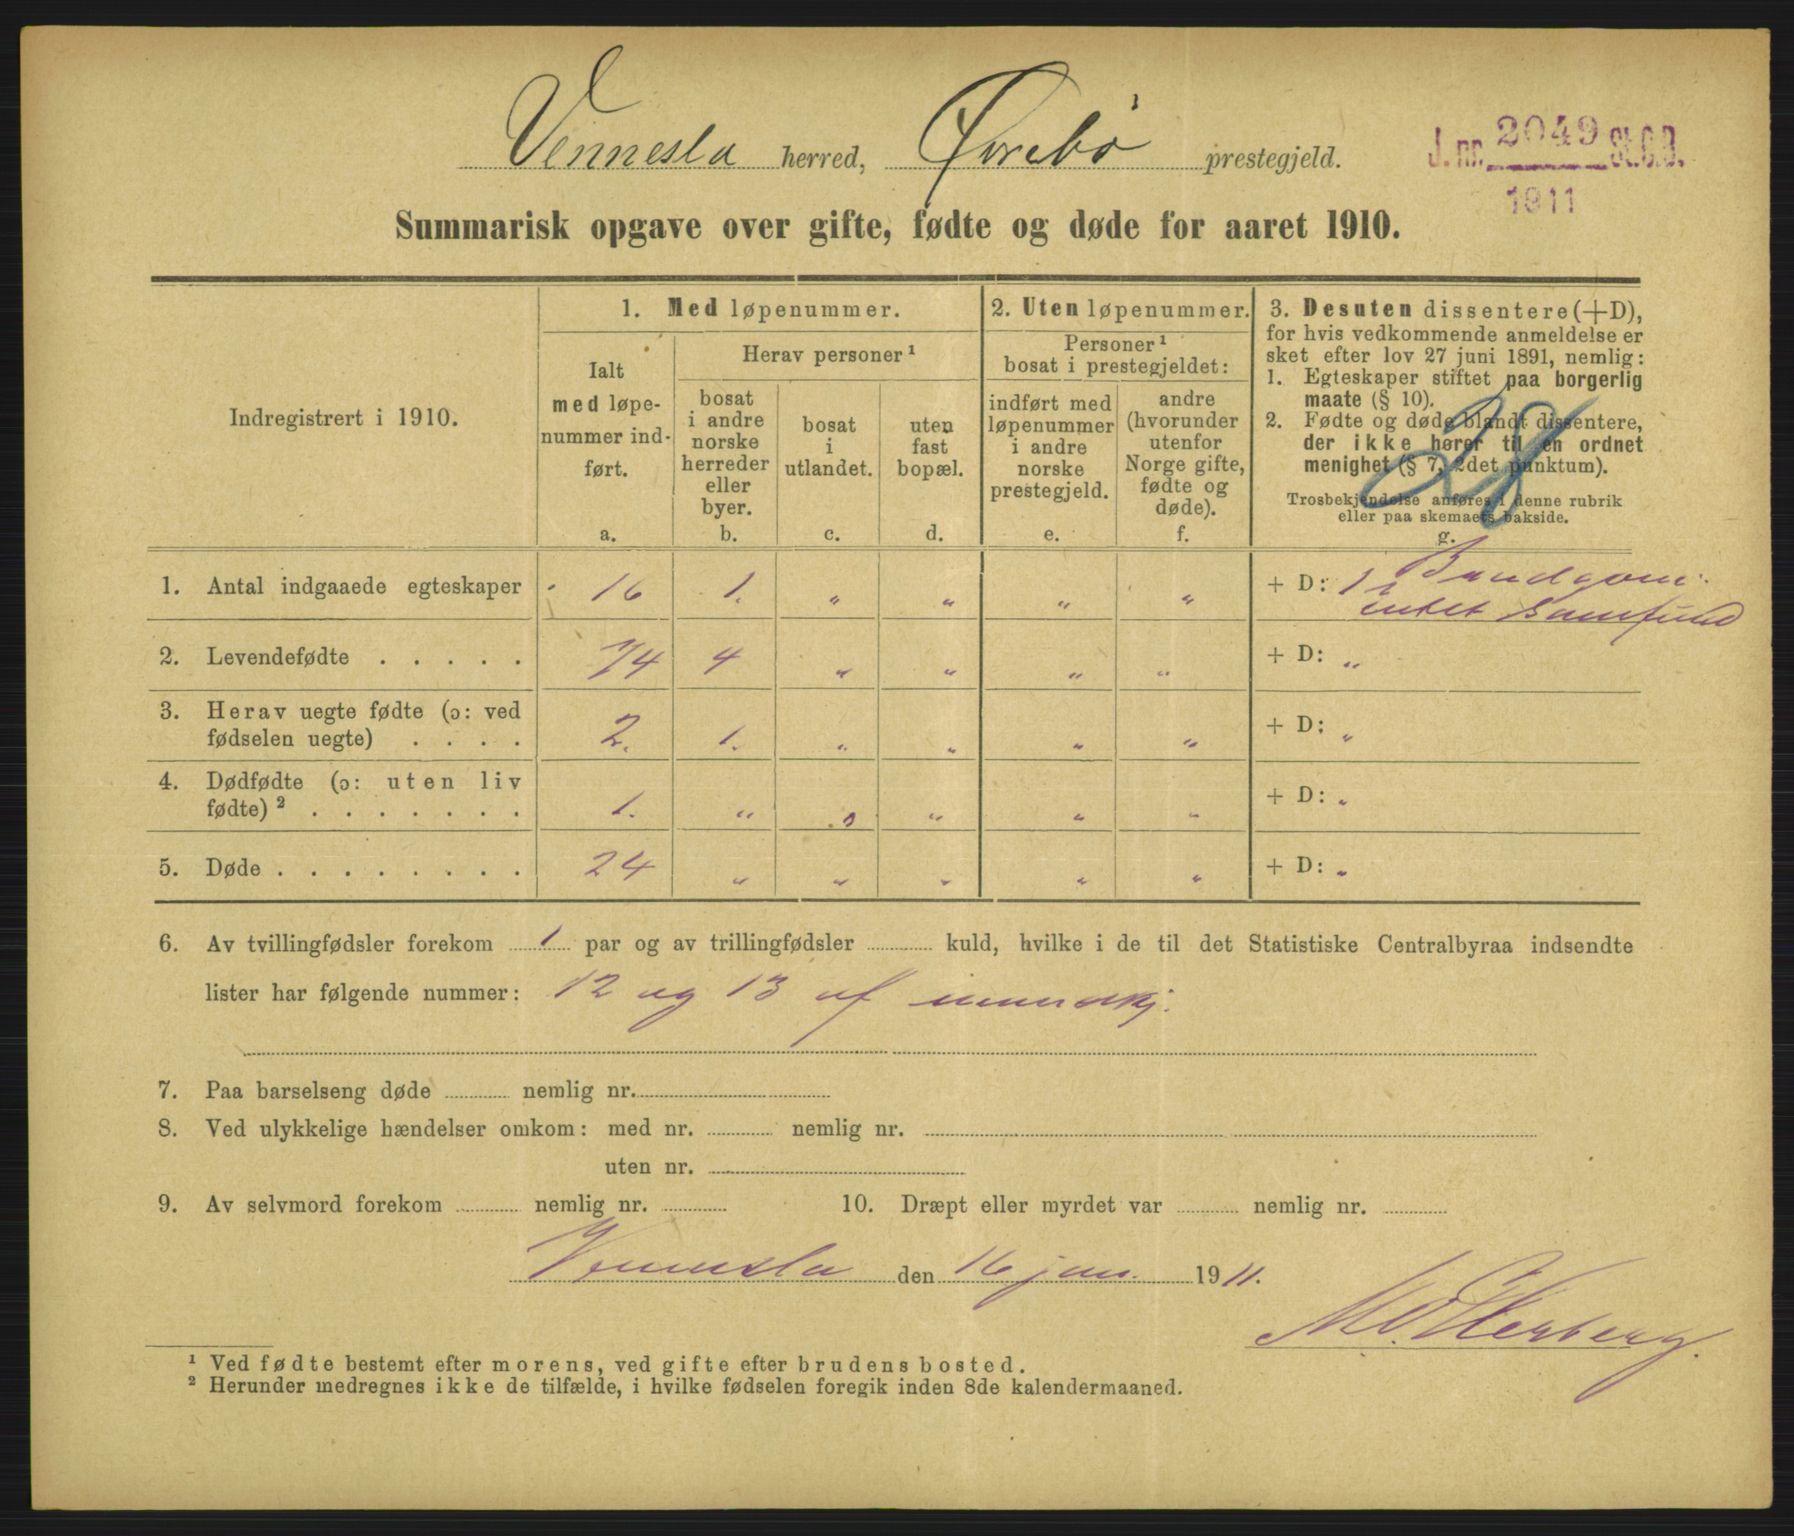 Vennesla herred, Øvrebø prestegjeld.
J. nr. 2049 St.C.B.
1911
Summarisk opgave over gifte, fødte og døde for aaret 1910.
Indregistrert i 1910.
1. Med løpenummer.
Ialt
med løpe-
nummer ind-
ført.
a.
Herav personer ¹
bosat
i andre
norske
herreder
eller
byer.
b.
bosat
i
utlandet.
c.
uten
fast
bopæl.
d.
2. Uten løpenummer.
Personer ¹
bosat i prestegjeldet:
indført med
løpenummer
i andre
norske
prestegjeld.
e.
andre
(hvorunder
utenfor
Norge gifte,
fødte og
døde).
f.
3. Desuten dissentere (+D),
for hvis vedkommende anmeldelse er
sket efter lov 27 juni 1891, nemlig:
1. Egteskaper stiftet paa borgerlig
maate (§ 10).
2. Fødte og døde blandt dissentere,
der ikke hører til en ordnet
menighet (§ 7, 2det punktum).
Trosbekjendelse anføres i denne rubrik
eller paa skemaets bakside.
g.
1. Antal indgaaede egteskaper 16 1. „ „ „ „ + D: 1
2. Levendefødte . . . . . 74 4 „ „ „ „ + D: „
3. Herav uegte fødte (ɔ: ved
fødselen uegte) . . . . 2. 1. „ „ „ „ + D: „
4. Dødfødte (ɔ: uten liv
fødte) ² . . . . . . . 1. „ „ „ „ „ + D: „
5. Døde . . . . . . . . 24 „ „ „ „ „ + D: „
6. Av tvillingfødsler forekom 1 par og av trillingfødsler kuld, hvilke i de til det Statistiske Centralbyraa indsendte
lister har følgende nummer: 12 og 13 af
7. Paa barselseng døde nemlig nr.
8. Ved ulykkelige hændelser omkom: med nr. nemlig nr.
uten nr.
9. Av selvmord forekom nemlig nr. 10. Dræpt eller myrdet var nemlig nr.
Vennesla den 16 jan. 1911.
¹ Ved fødte bestemt efter morens, ved gifte efter brudens bosted.
² Herunder medregnes ikke de tilfælde, i hvilke fødselen foregik inden 8de kalendermaaned.